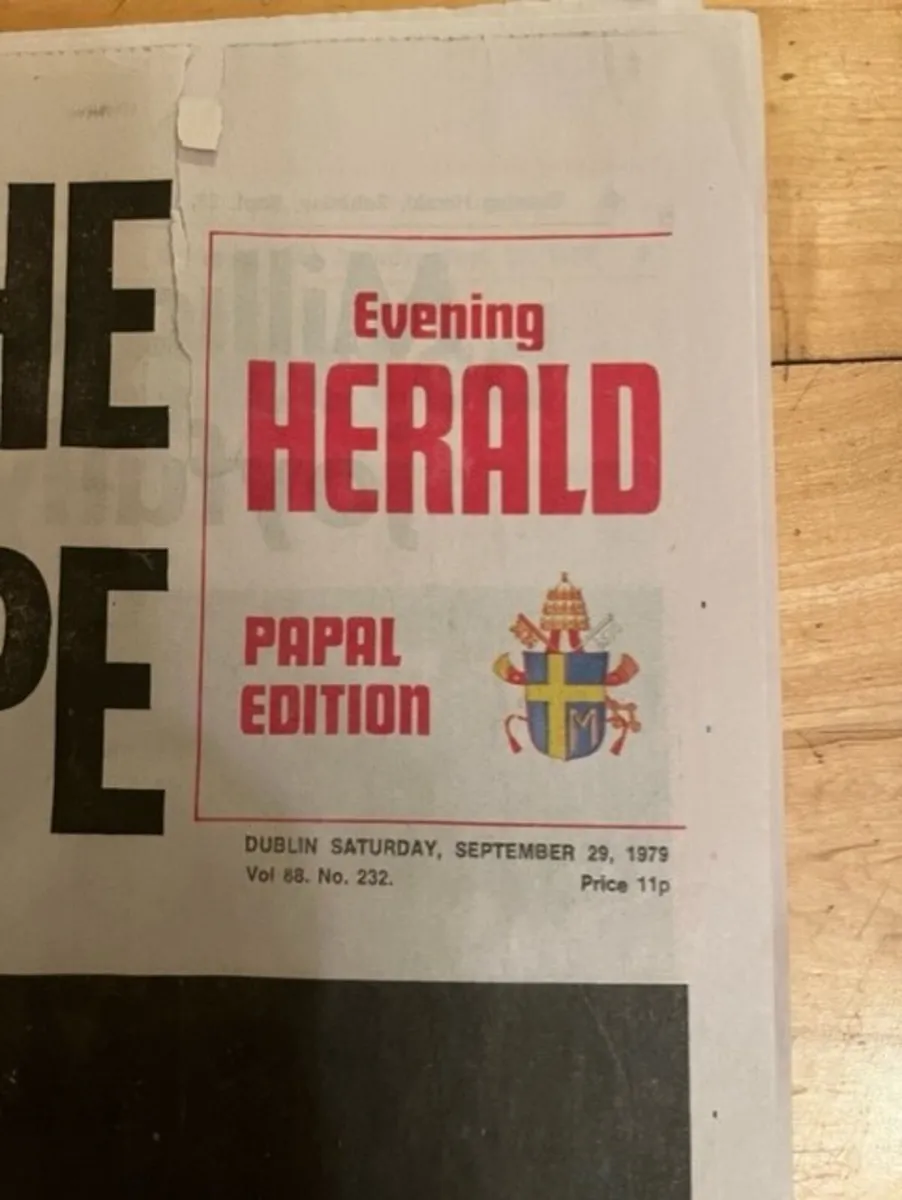 HE
PE
Evening
HERALD
PAPAL
EDITION
M
DUBLIN SATURDAY, SEPTEMBER 29, 1979
Vol 88. No. 232.
Price 11p